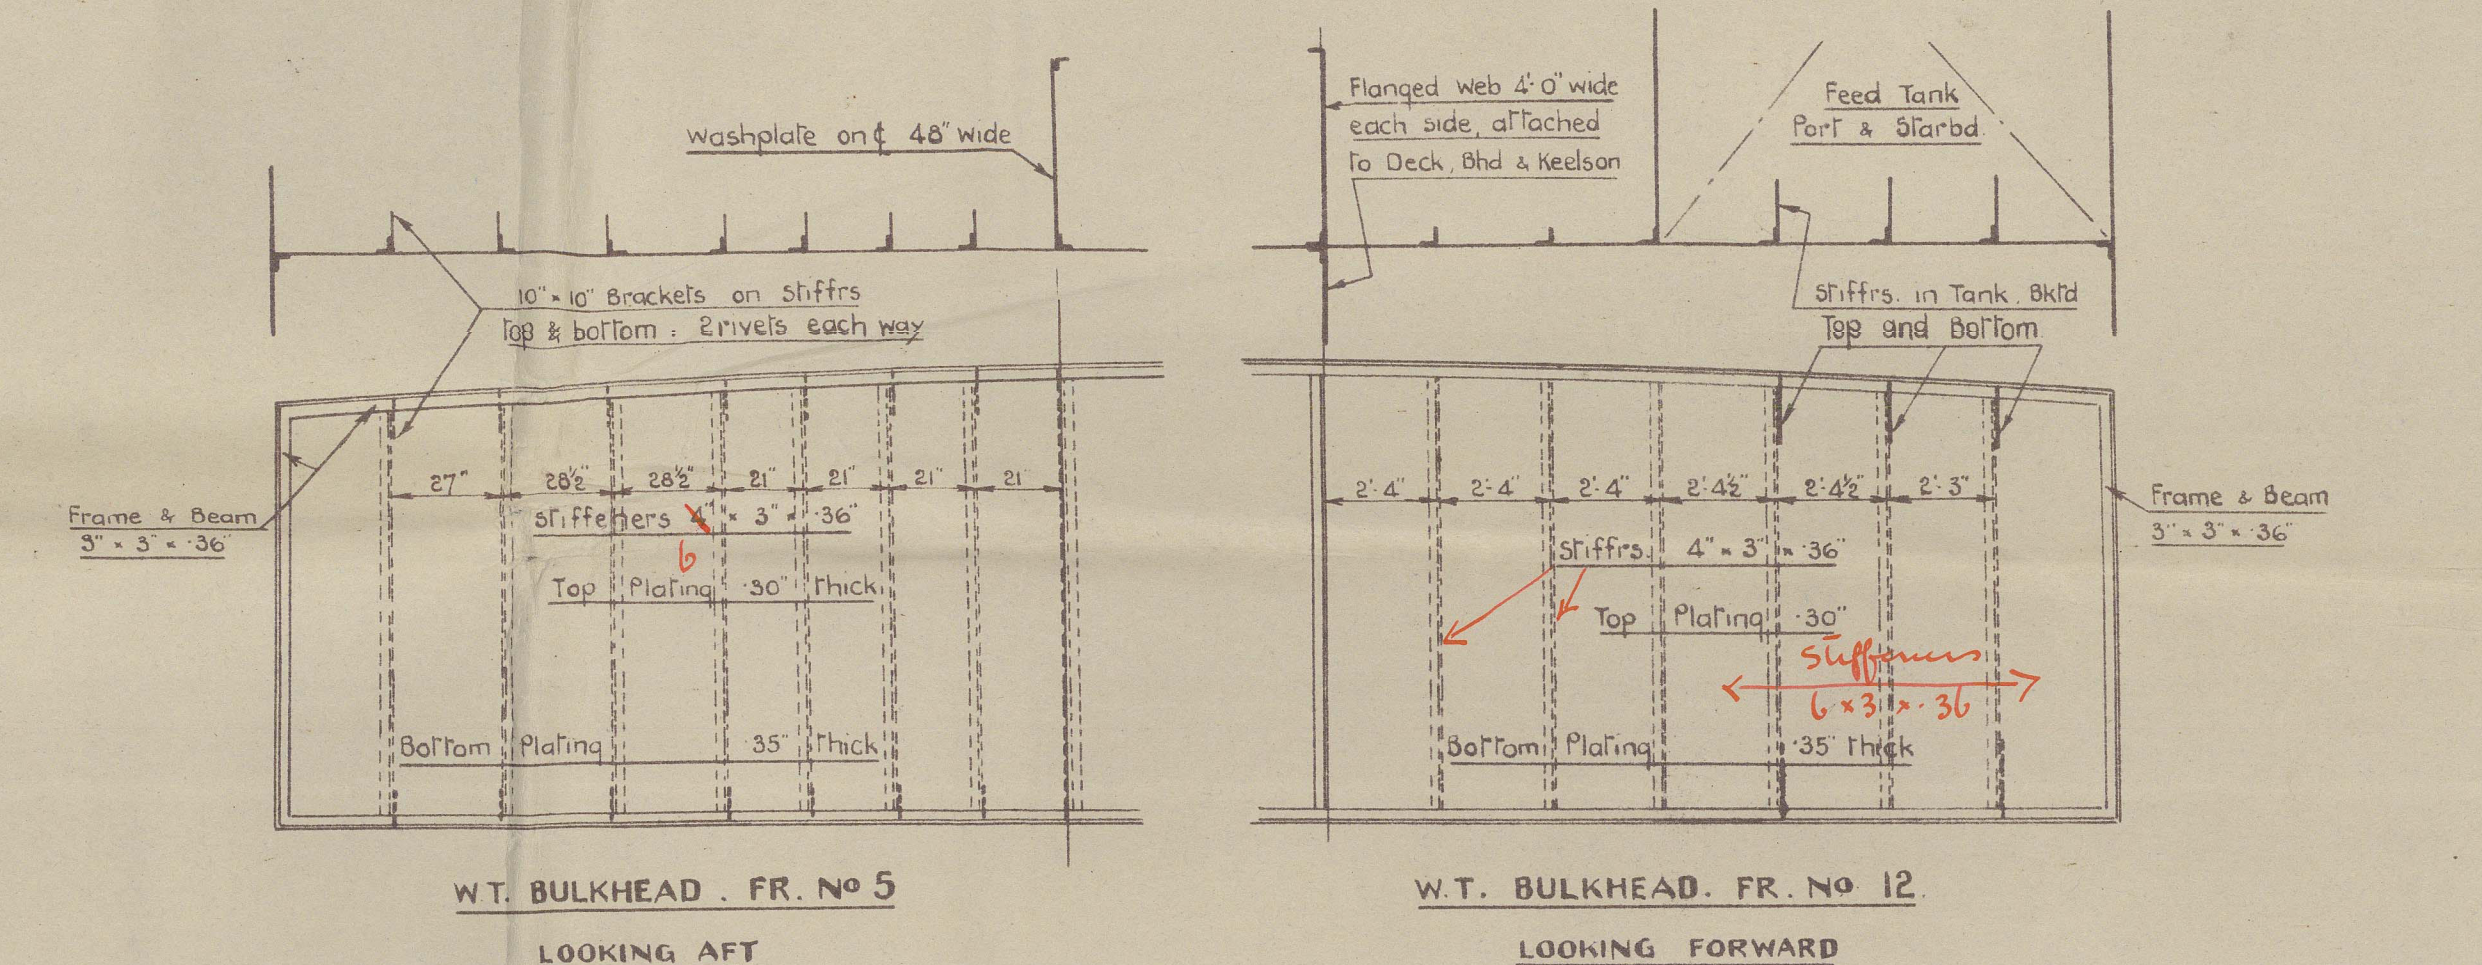 Washplate on ℄ 48" wide
10" × 10" Brackets on Stiffrs
top & bottom : 2 rivets each way
27" 28½" 28½" 21" 21" 21" 21"
Frame & Beam
3" × 3" × ·36"
Stiffeners 4" × 3" × ·36"
6
Top Plating ·30" thick
Bottom Plating ·35" thick
W.T. BULKHEAD . FR. No 5
LOOKING AFT
Flanged Web 4'-0" wide
each side, attached
to Deck, Bhd & Keelson
Feed Tank
Port & Starbd.
Stiffrs. in Tank. Bktd
Top and Bottom
2'-4" 2'-4" 2'-4" 2'-4½" 2'-4½" 2'-3"
Frame & Beam
3" × 3" × ·36"
Stiffrs. 4" × 3" × ·36"
Top Plating ·30"
Stiffeners
6 × 3 × ·36
Bottom Plating ·35" thick
W.T. BULKHEAD. FR. No 12.
LOOKING FORWARD